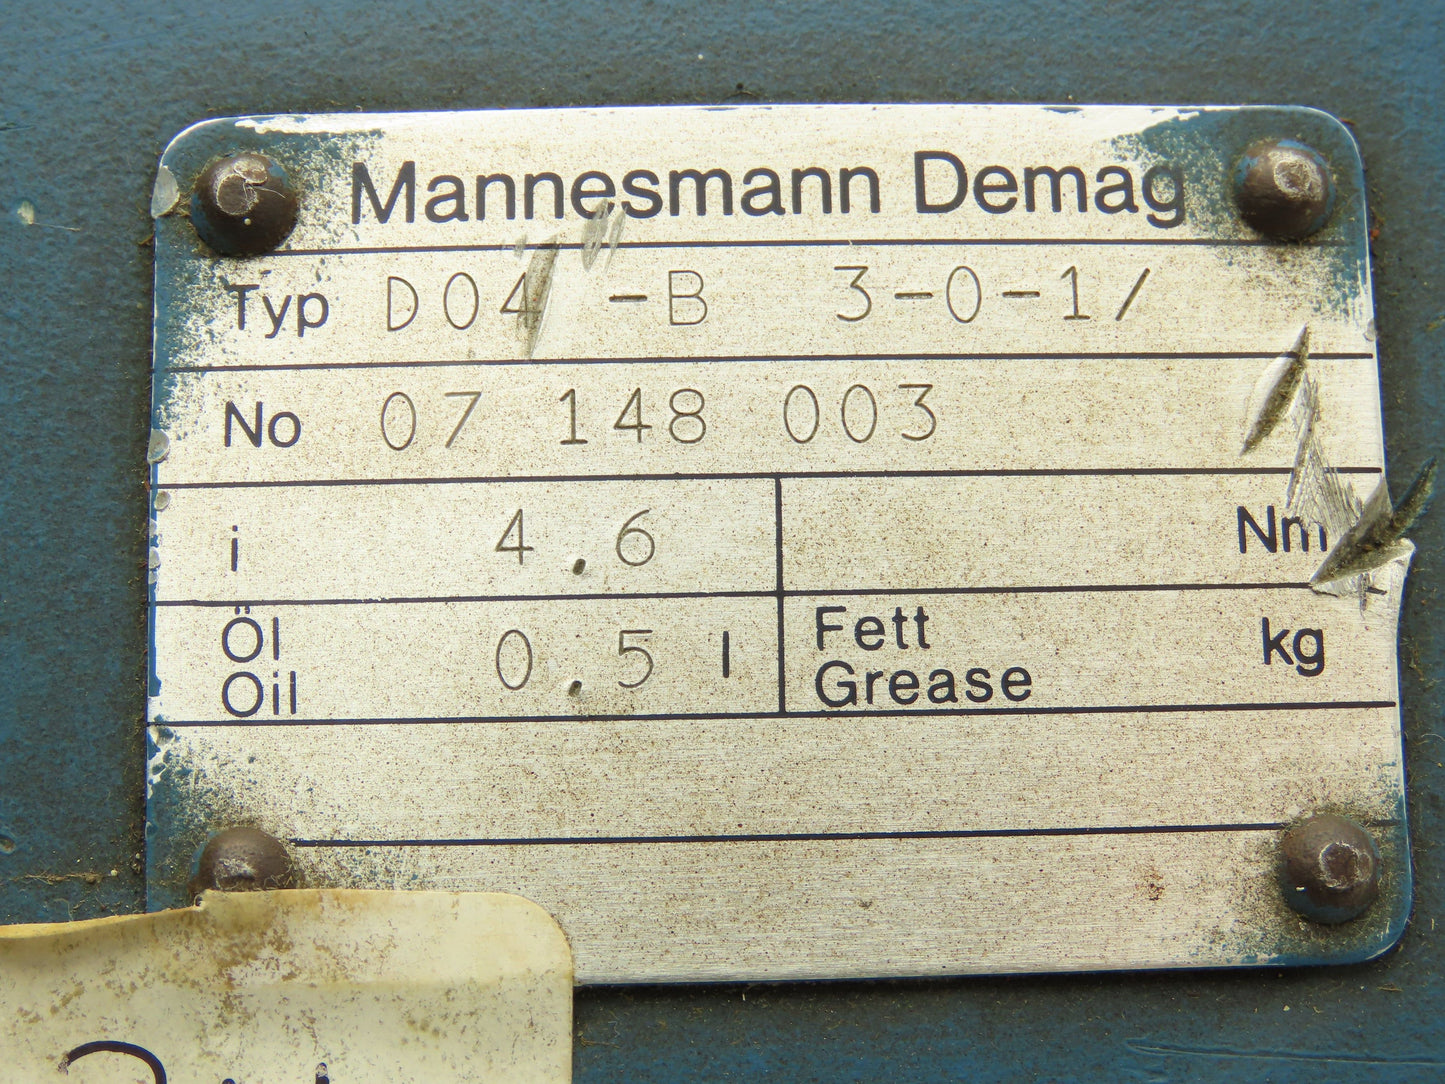 Mannesmann Demag
Typ D04 -B 3-0-1/
No 07 148 003
i 4.6 Nm
Öl Oil 0.5 l Fett Grease kg